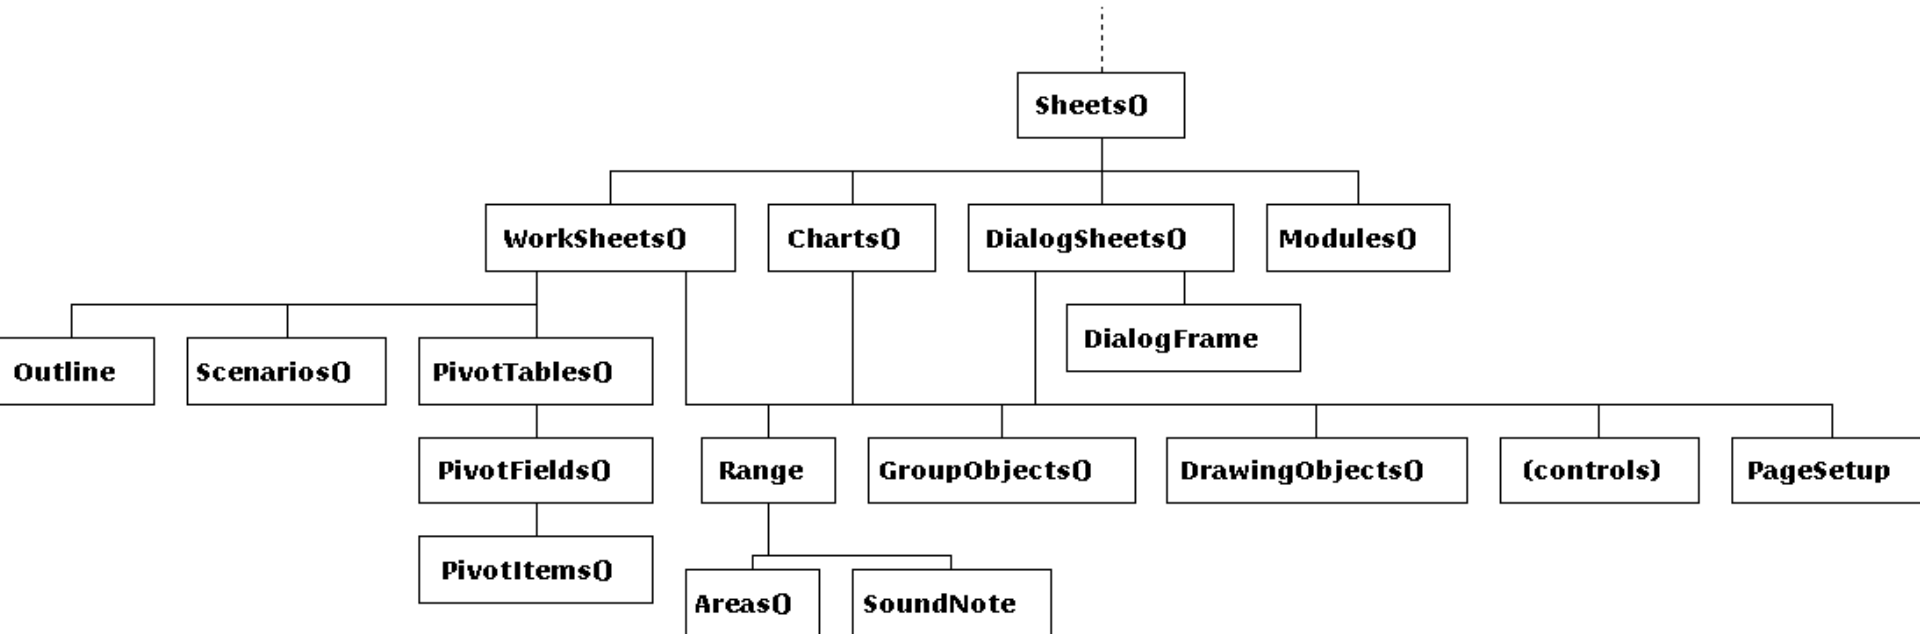 Sheets()
WorkSheets()
Charts()
DialogSheets()
Modules()
DialogFrame
Outline
Scenarios()
PivotTables()
PivotFields()
Range
GroupObjects()
DrawingObjects()
(controls)
PageSetup
PivotItems()
Areas()
SoundNote